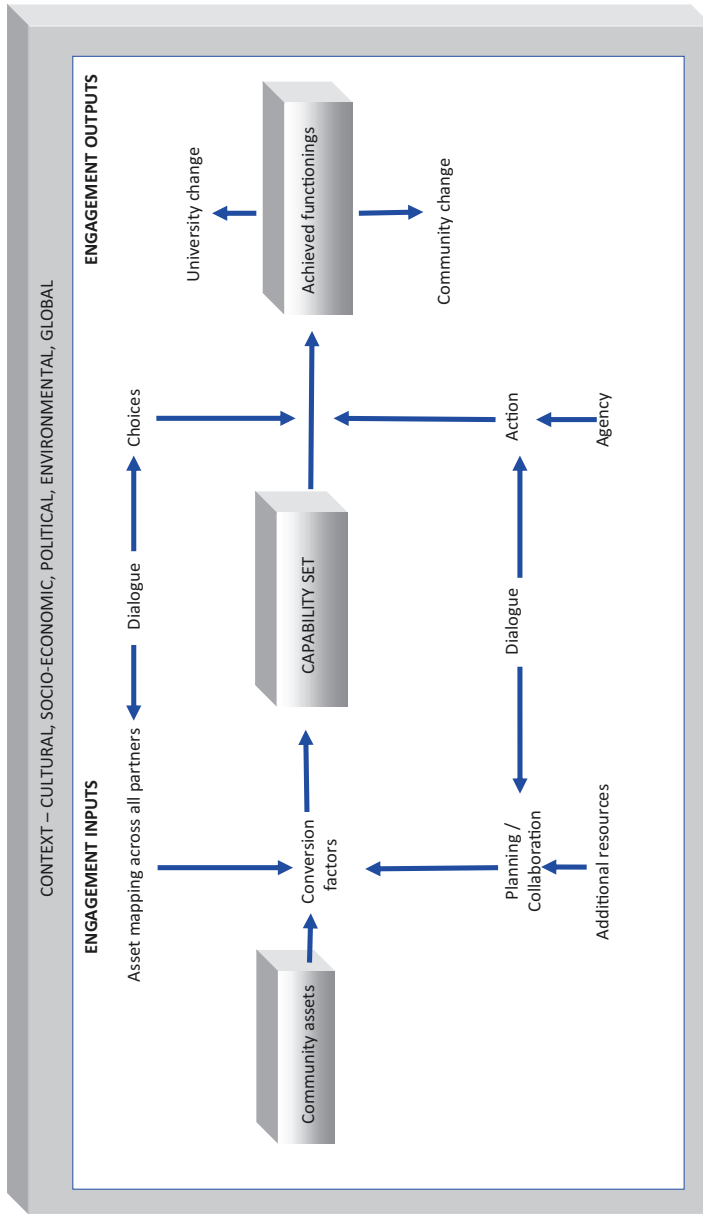 CONTEXT – CULTURAL, SOCIO-ECONOMIC, POLITICAL, ENVIRONMENTAL, GLOBAL
ENGAGEMENT INPUTS
ENGAGEMENT OUTPUTS
Asset mapping across all partners
Dialogue
Choices
University change
Community assets
Conversion
factors
CAPABILITY SET
Achieved functionings
Community change
Planning /
Collaboration
Dialogue
Action
Additional resources
Agency